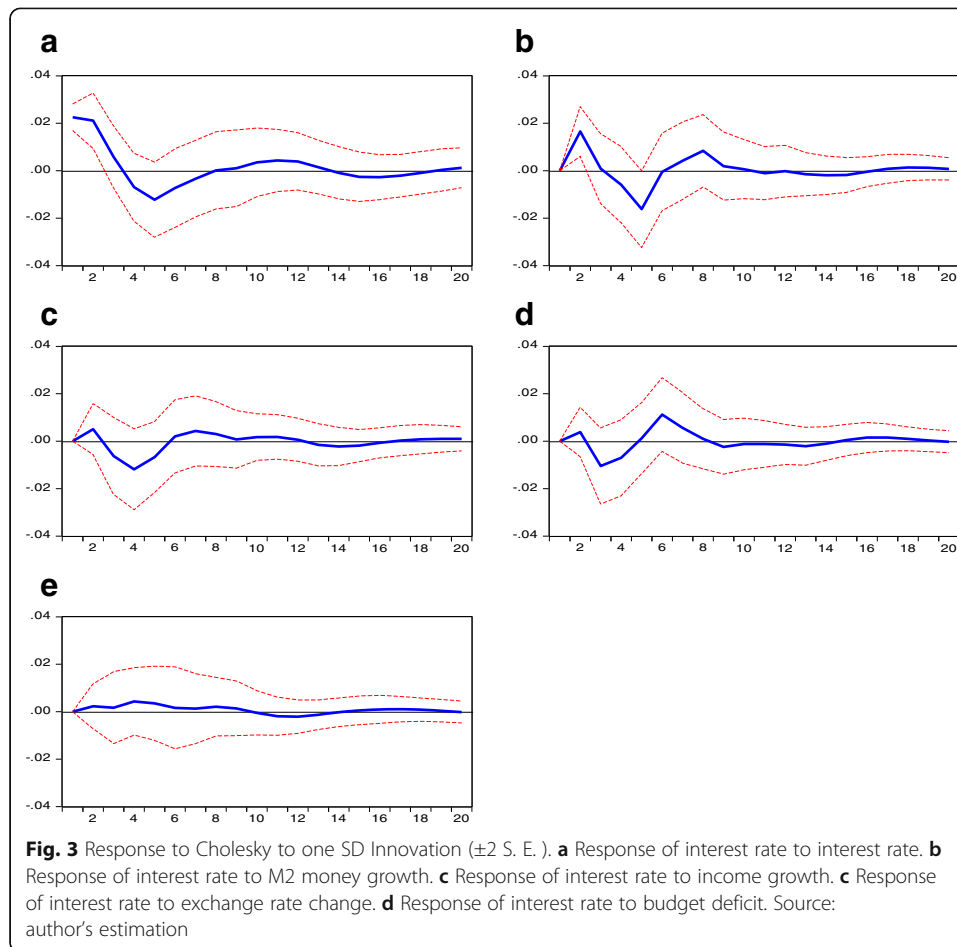 a
b
.04
.02
.00
-.02
-.04
2 4 6 8 10 12 14 16 18 20
.04
.02
.00
-.02
-.04
2 4 6 8 10 12 14 16 18 20
c
d
.04
.02
.00
-.02
-.04
2 4 6 8 10 12 14 16 18 20
.04
.02
.00
-.02
-.04
2 4 6 8 10 12 14 16 18 20
e
.04
.02
.00
-.02
-.04
2 4 6 8 10 12 14 16 18 20
Fig. 3 Response to Cholesky to one SD Innovation (±2 S. E. ). a Response of interest rate to interest rate. b
Response of interest rate to M2 money growth. c Response of interest rate to income growth. c Response
of interest rate to exchange rate change. d Response of interest rate to budget deficit. Source:
author's estimation